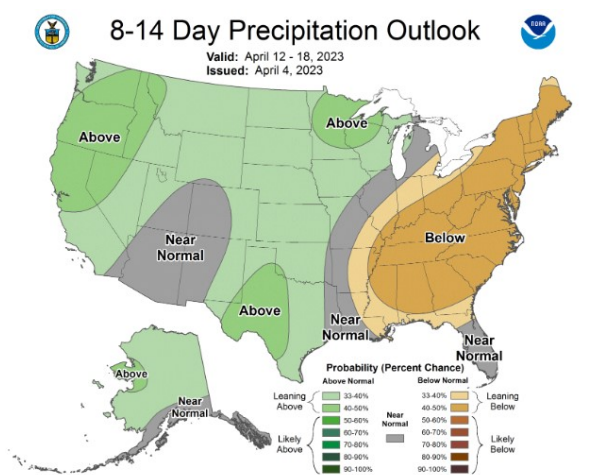 8-14 Day Precipitation Outlook
NOAA
Valid: April 12 - 18, 2023
Issued: April 4, 2023
Above
Above
Near
Normal
Below
Above
Near
Normal
Near
Normal
Above
Near
Normal
Probability (Percent Chance)
Above Normal
Below Normal
Leaning
Above
33-40%
40-50%
Likely
Above
50-60%
60-70%
70-80%
80-90%
90-100%
Near
Normal
33-40%
40-50%
Leaning
Below
50-60%
60-70%
70-80%
80-90%
90-100%
Likely
Below